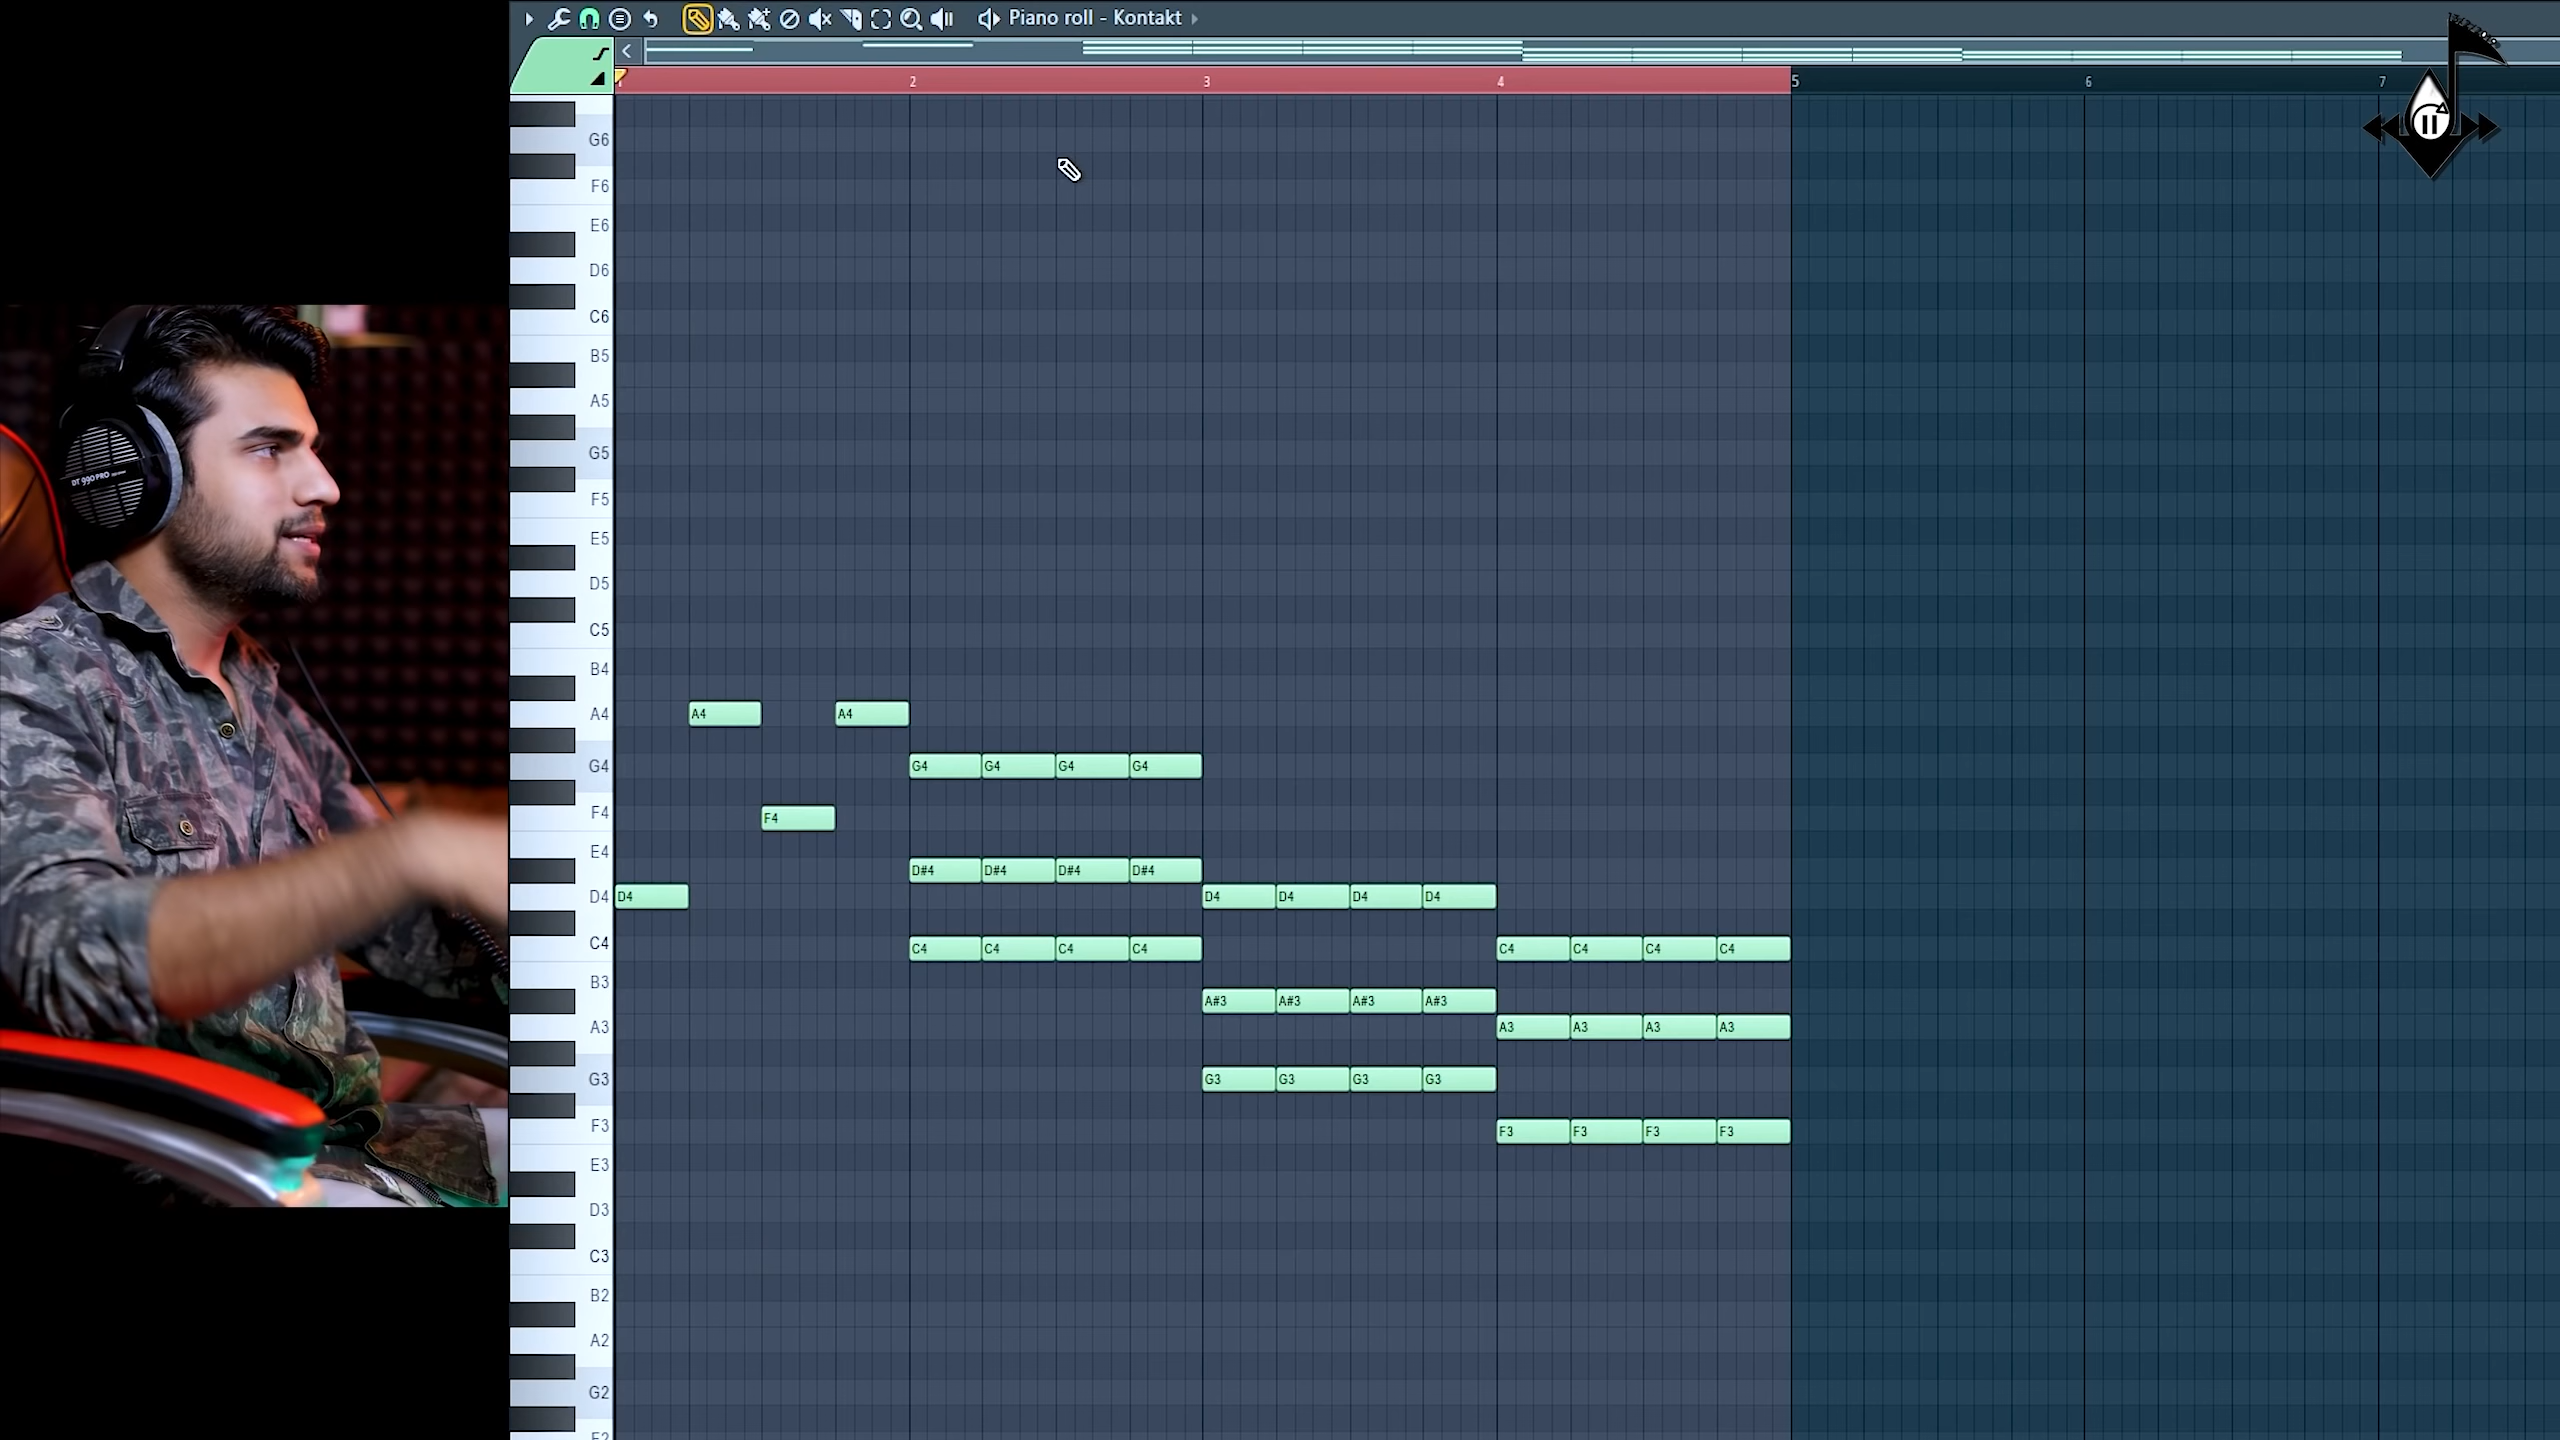 Piano roll - Kontakt
2 3 4 5 6 7
G6
F6
E6
D6
C6
B5
A5
G5
F5
E5
D5
C5
B4
A4 A4 A4
G4 G4 G4 G4 G4
F4 F4
E4
D#4 D#4 D#4 D#4
D4 D4 D4 D4 D4 D4
C4 C4 C4 C4 C4 C4 C4 C4 C4
B3
A#3 A#3 A#3 A#3
A3 A3 A3 A3 A3
G3 G3 G3 G3 G3
F3 F3 F3 F3 F3
E3
D3
C3
B2
A2
G2
F2
DT 990 PRO